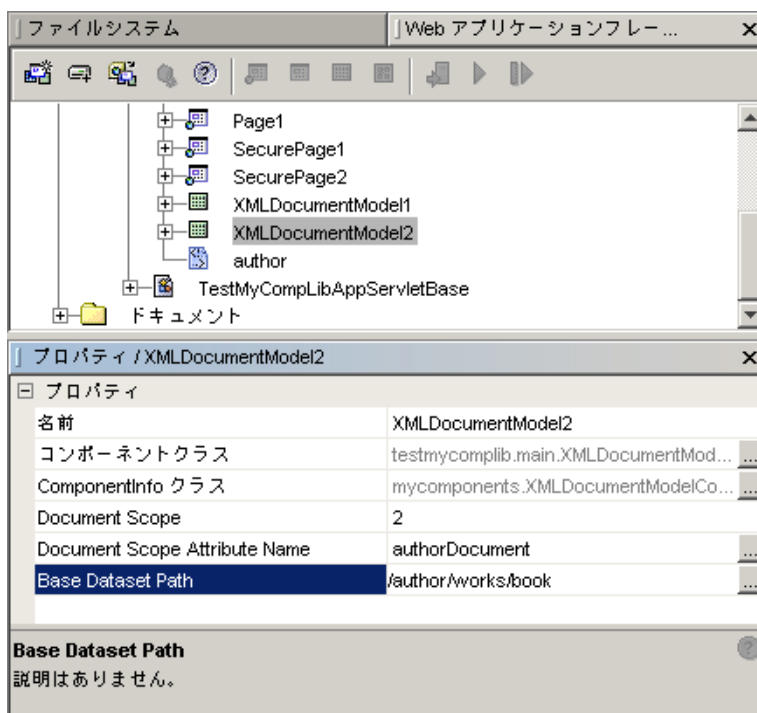 ファイルシステム
Web アプリケーションフレー...
Page1
SecurePage1
SecurePage2
XMLDocumentModel1
XMLDocumentModel2
author
TestMyCompLibAppServletBase
ドキュメント
プロパティ / XMLDocumentModel2
プロパティ
名前 XMLDocumentModel2
コンポーネントクラス testmycomplib.main.XMLDocumentMod... ...
ComponentInfo クラス mycomponents.XMLDocumentModelCo... ...
Document Scope 2
Document Scope Attribute Name authorDocument ...
Base Dataset Path /author/works/book ...
Base Dataset Path
説明はありません。